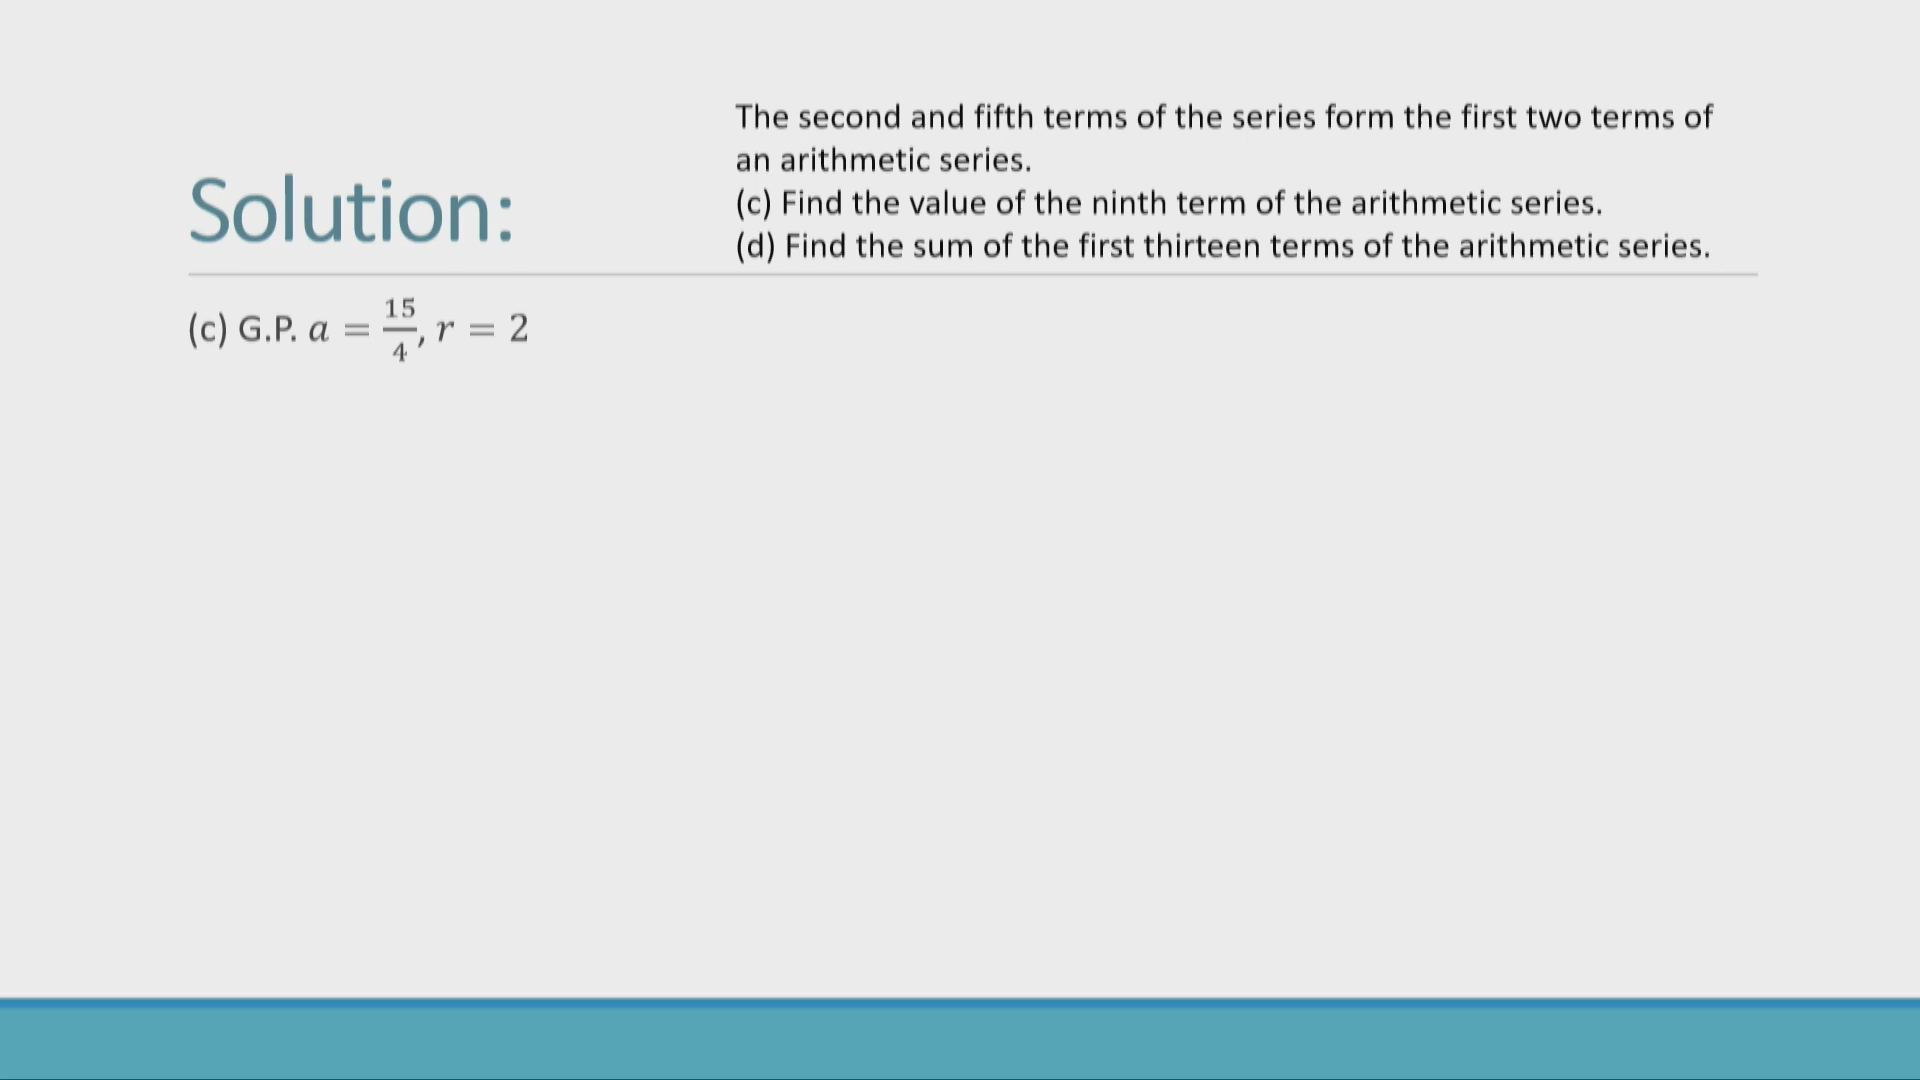 The second and fifth terms of the series form the first two terms of
an arithmetic series.
(c) Find the value of the ninth term of the arithmetic series.
(d) Find the sum of the first thirteen terms of the arithmetic series.
Solution:
(c) G.P. a = 15/4, r = 2